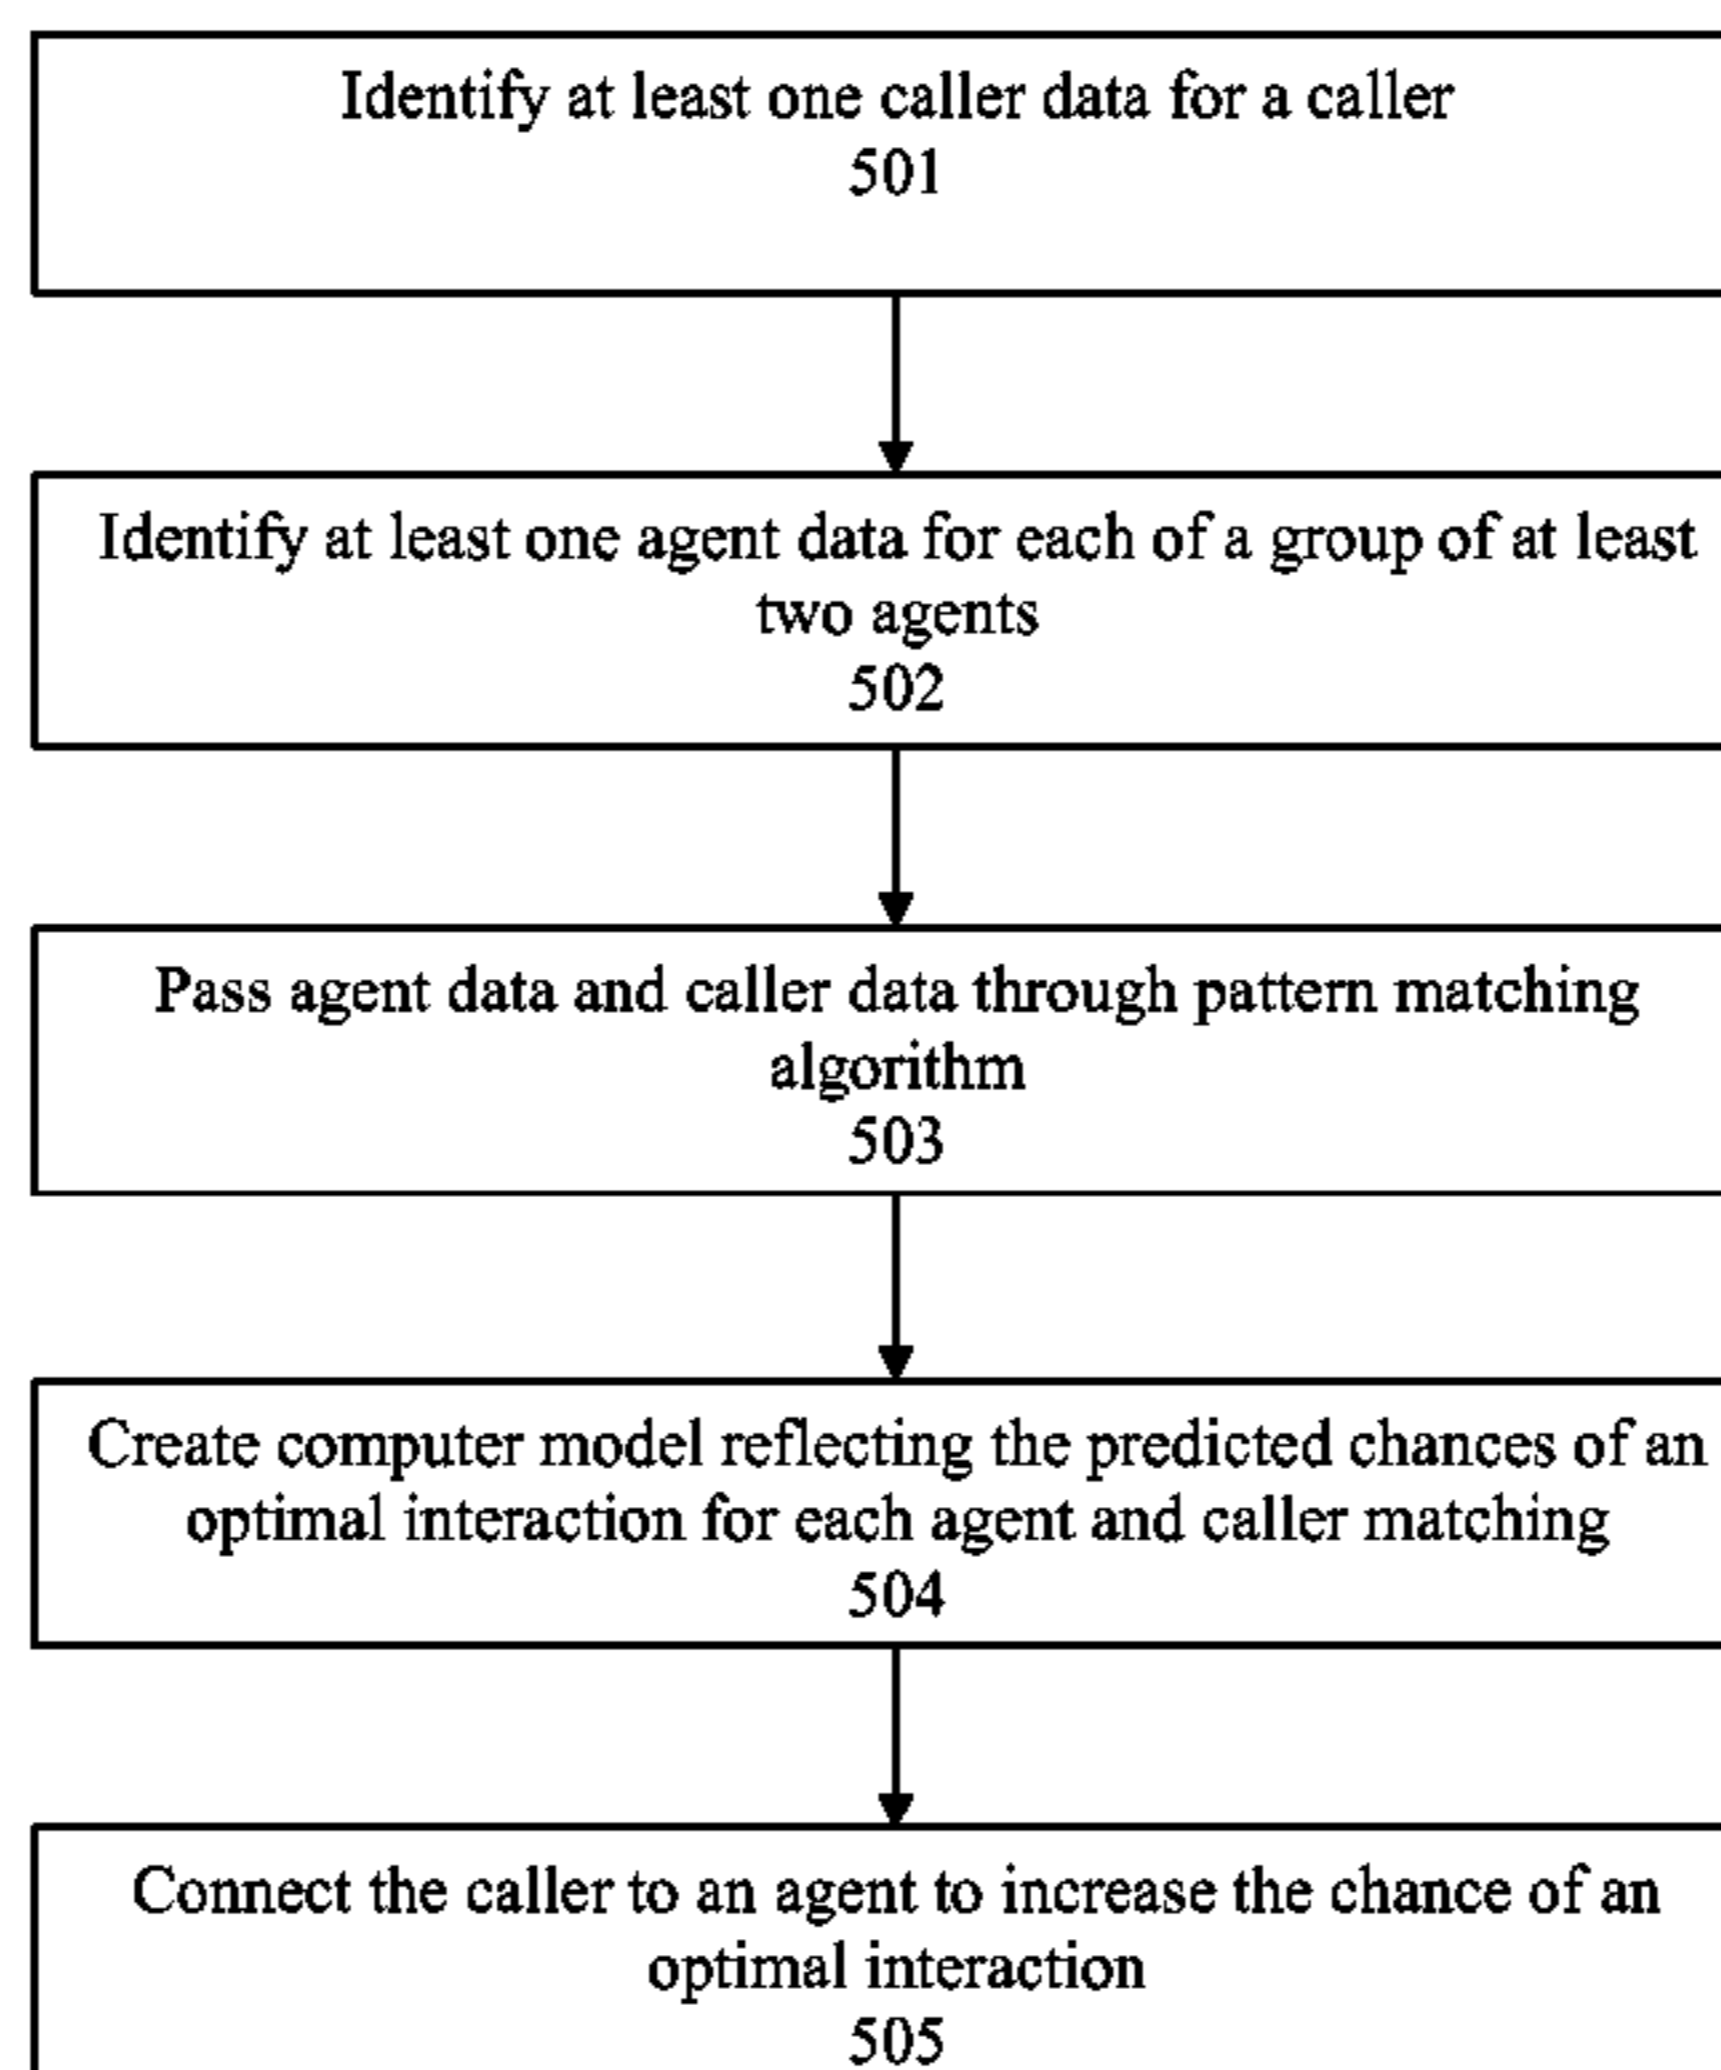 Identify at least one caller data for a caller
501
Identify at least one agent data for each of a group of at least
two agents
502
Pass agent data and caller data through pattern matching
algorithm
503
Create computer model reflecting the predicted chances of an
optimal interaction for each agent and caller matching
504
Connect the caller to an agent to increase the chance of an
optimal interaction
505